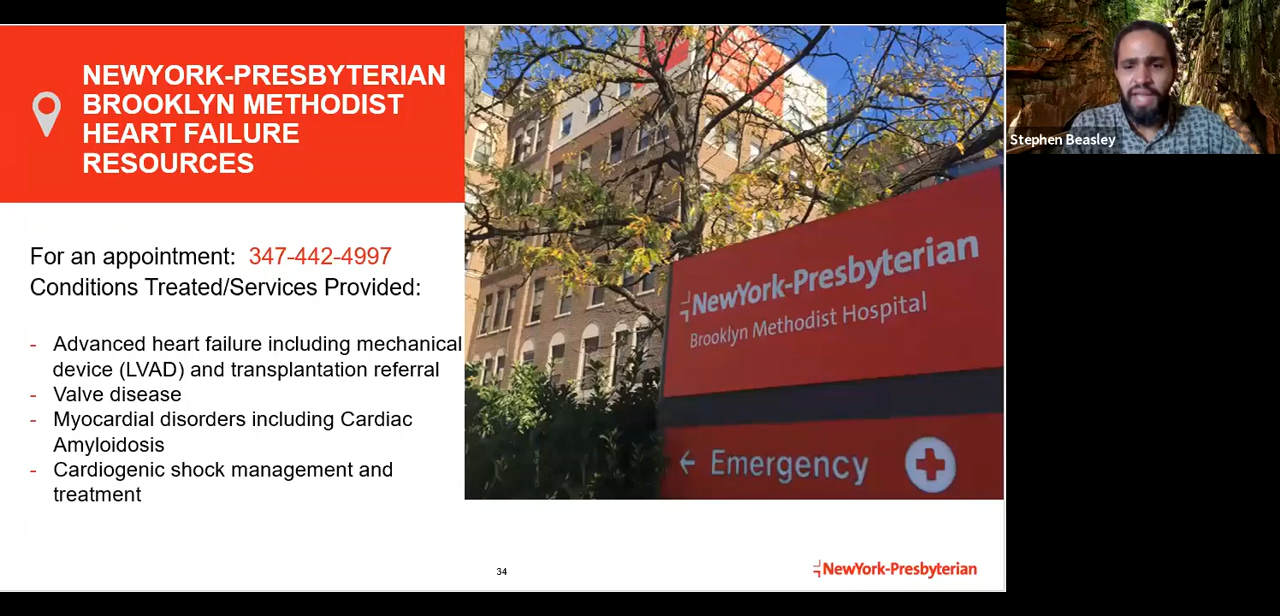 NEWYORK-PRESBYTERIAN
BROOKLYN METHODIST
HEART FAILURE
RESOURCES
For an appointment: 347-442-4997
Conditions Treated/Services Provided:
- Advanced heart failure including mechanical
device (LVAD) and transplantation referral
- Valve disease
- Myocardial disorders including Cardiac
Amyloidosis
- Cardiogenic shock management and
treatment
NewYork-Presbyterian
Brooklyn Methodist Hospital
← Emergency
34
NewYork-Presbyterian
Stephen Beasley